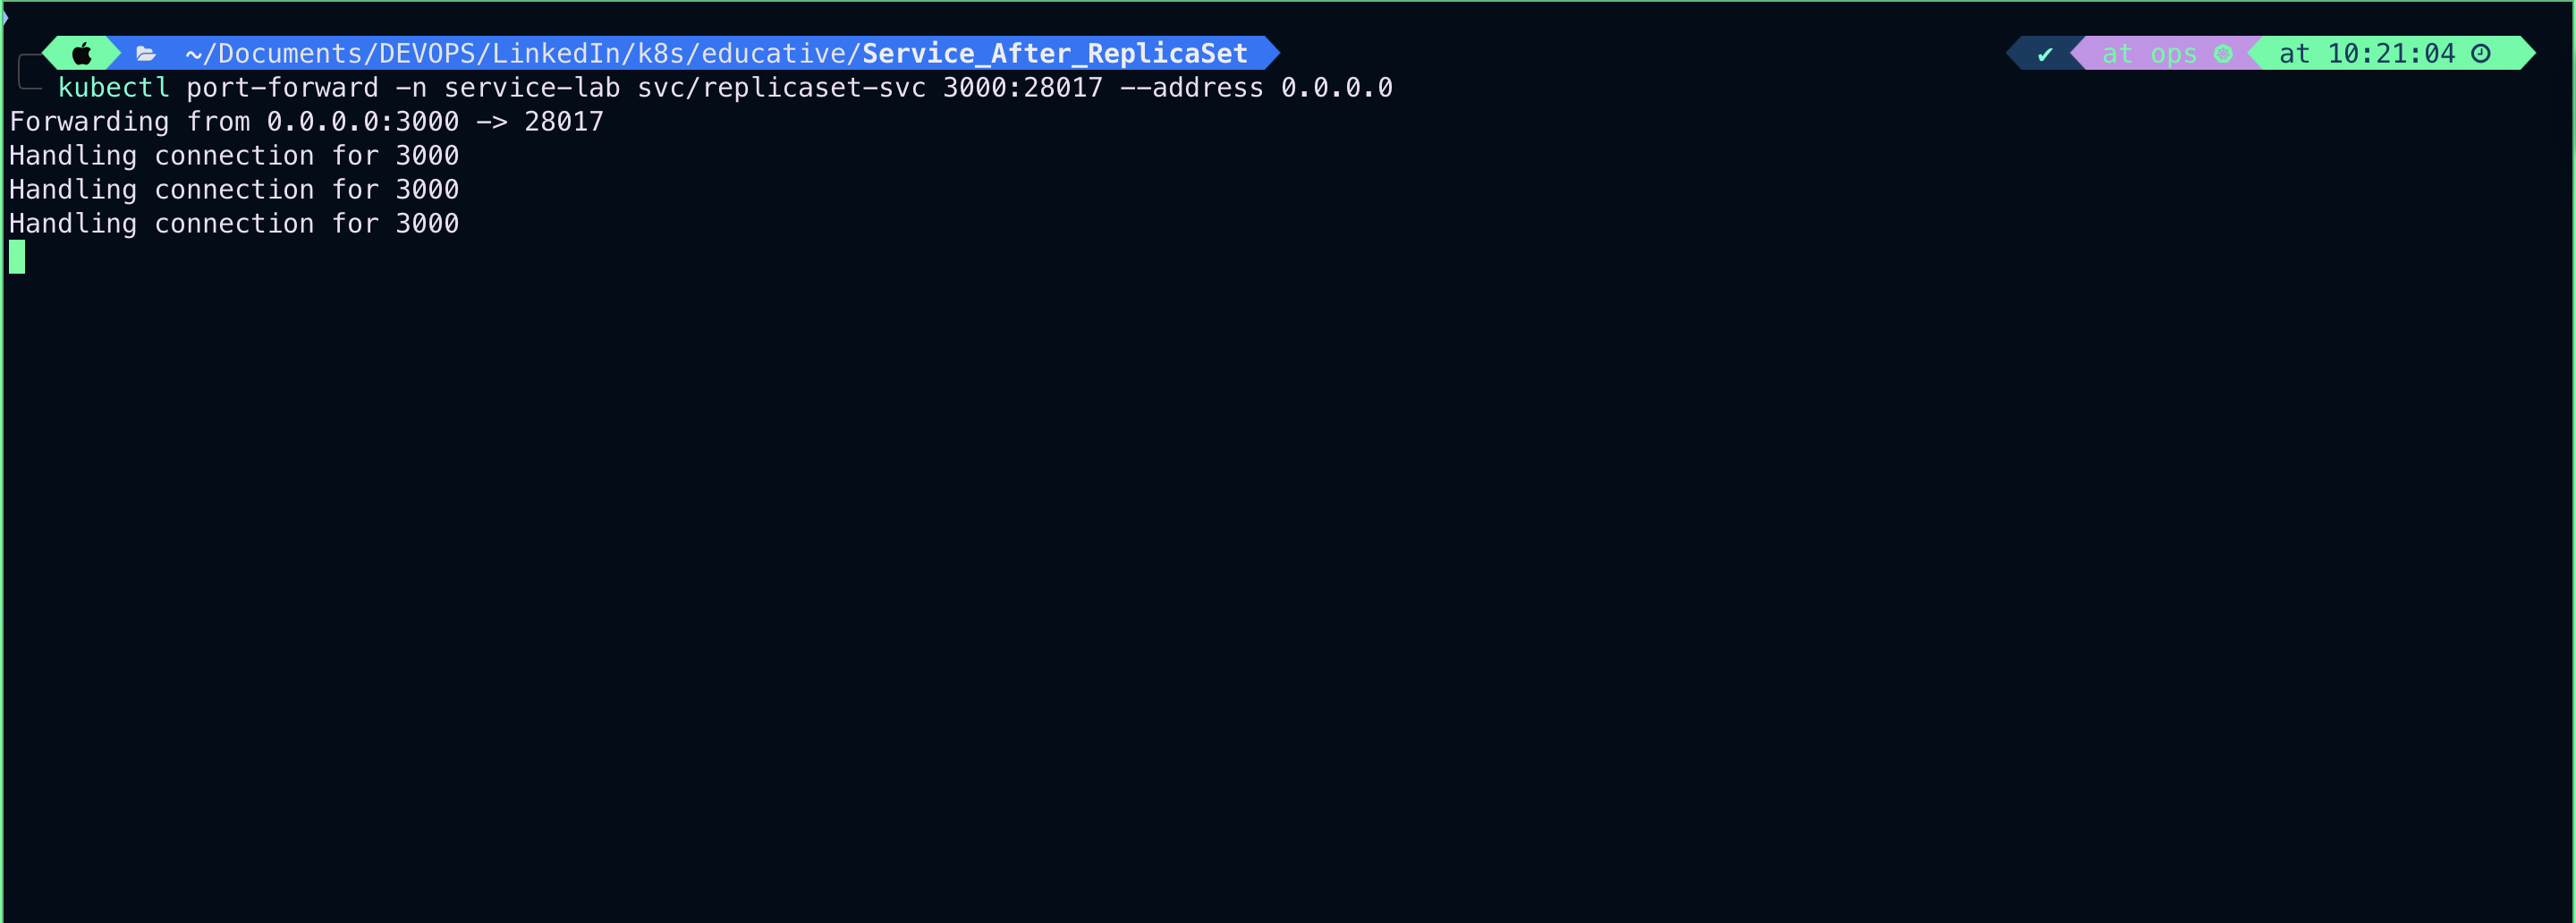 ~/Documents/DEVOPS/LinkedIn/k8s/educative/Service_After_ReplicaSet ✔ at ops at 10:21:04
kubectl port-forward -n service-lab svc/replicaset-svc 3000:28017 --address 0.0.0.0
Forwarding from 0.0.0.0:3000 -> 28017
Handling connection for 3000
Handling connection for 3000
Handling connection for 3000